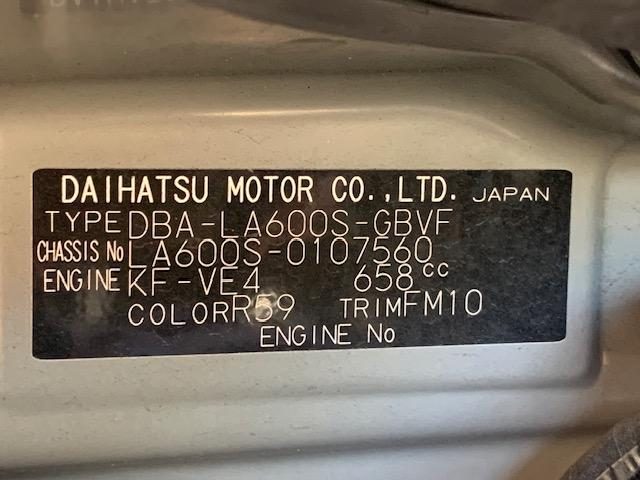 DAIHATSU MOTOR CO.,LTD. JAPAN
TYPE DBA-LA600S-GBVF
CHASSIS No LA600S-0107560
ENGINE KF-VE4 658cc
COLOR R59 TRIM FM10
ENGINE No